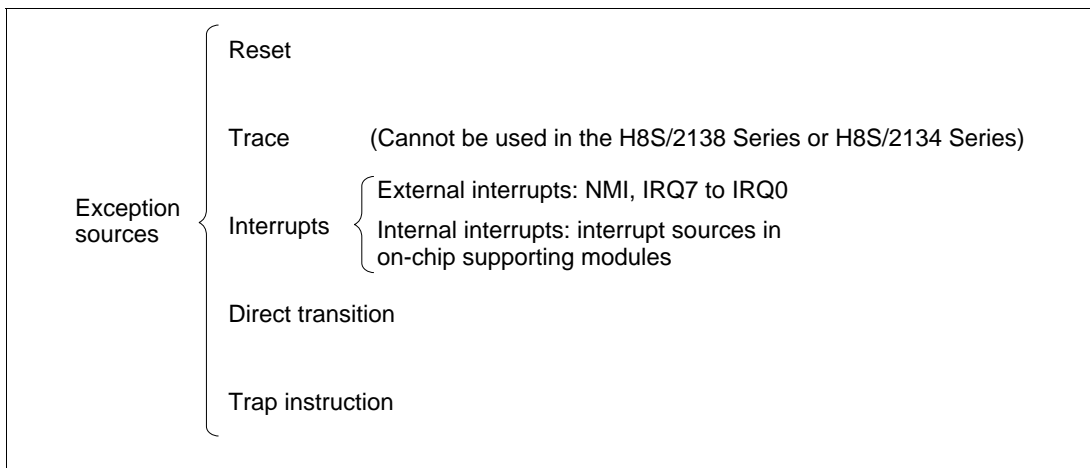 Reset
Trace (Cannot be used in the H8S/2138 Series or H8S/2134 Series)
Exception
sources
Interrupts
External interrupts: NMI, IRQ7 to IRQ0
Internal interrupts: interrupt sources in
on-chip supporting modules
Direct transition
Trap instruction